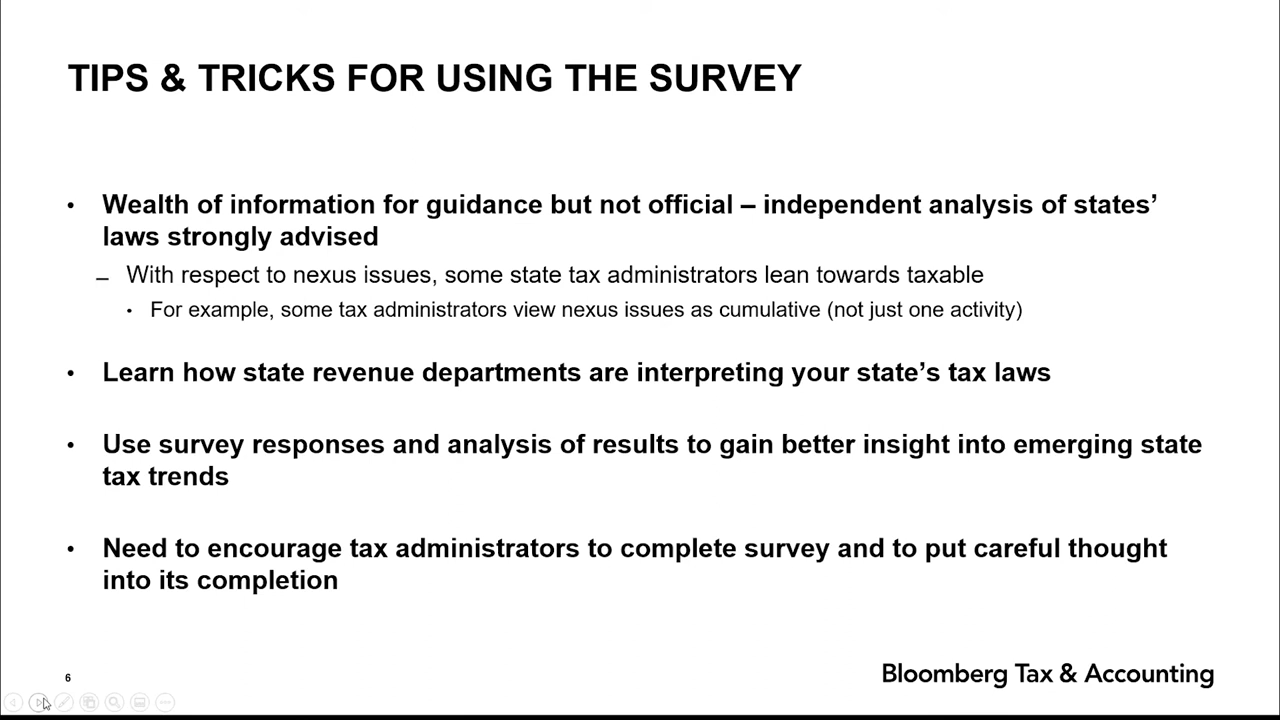 TIPS & TRICKS FOR USING THE SURVEY
• Wealth of information for guidance but not official – independent analysis of states’
laws strongly advised
– With respect to nexus issues, some state tax administrators lean towards taxable
• For example, some tax administrators view nexus issues as cumulative (not just one activity)
• Learn how state revenue departments are interpreting your state’s tax laws
• Use survey responses and analysis of results to gain better insight into emerging state
tax trends
• Need to encourage tax administrators to complete survey and to put careful thought
into its completion
6
Bloomberg Tax & Accounting